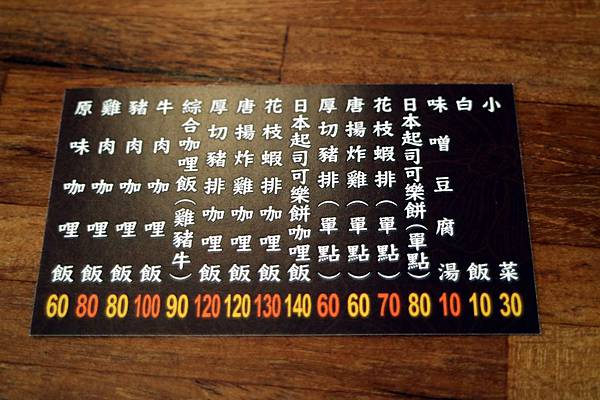 原味咖哩飯 60
雞肉咖哩飯 80
豬肉咖哩飯 80
牛肉咖哩飯 100
綜合咖哩飯(雞豬牛) 90
厚切豬排咖哩飯 120
唐揚炸雞咖哩飯 120
花枝蝦排咖哩飯 130
日本起司可樂餅咖哩飯 140
厚切豬排(單點) 60
唐揚炸雞(單點) 60
花枝蝦排(單點) 70
日本起司可樂餅(單點) 80
味噌豆腐湯 10
白飯 10
小菜 30